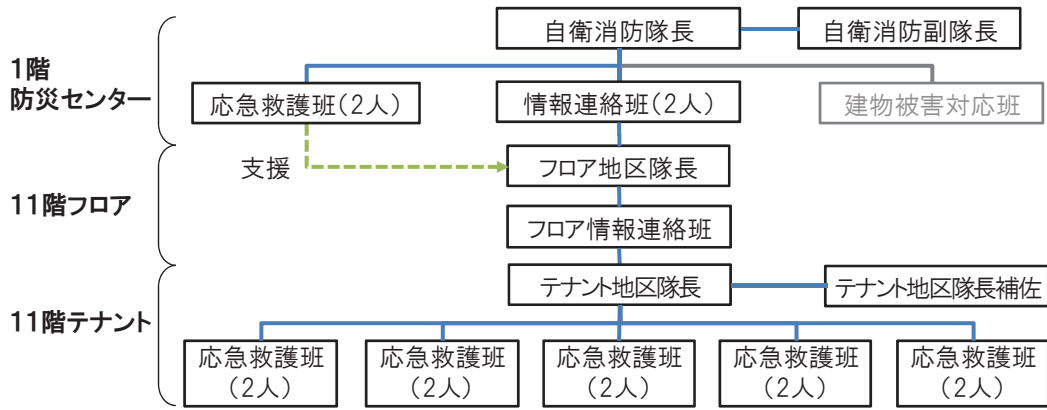 自衛消防隊長
自衛消防副隊長
1階
防災センター
応急救護班（2人）
情報連絡班（2人）
建物被害対応班
支援
フロア地区隊長
11階フロア
フロア情報連絡班
テナント地区隊長
テナント地区隊長補佐
11階テナント
応急救護班
（2人）
応急救護班
（2人）
応急救護班
（2人）
応急救護班
（2人）
応急救護班
（2人）